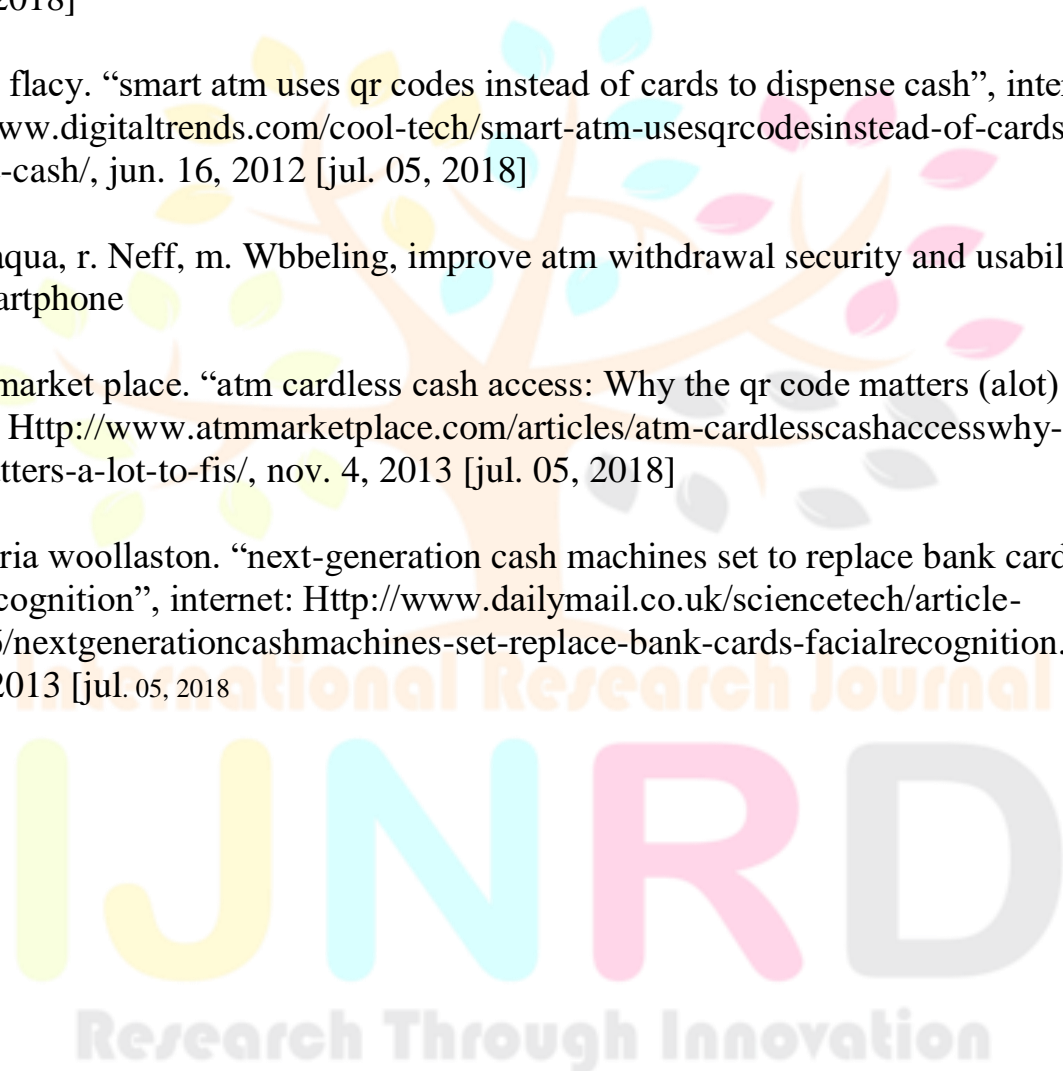 2018]
flacy. “smart atm uses qr codes instead of cards to dispense cash”, inter
ww.digitaltrends.com/cool-tech/smart-atm-usesqrcodesinstead-of-cards
-cash/, jun. 16, 2012 [jul. 05, 2018]
aqua, r. Neff, m. Wbbeling, improve atm withdrawal security and usabil
artphone
market place. “atm cardless cash access: Why the qr code matters (alot)
Http://www.atmmarketplace.com/articles/atm-cardlesscashaccesswhy-
tters-a-lot-to-fis/, nov. 4, 2013 [jul. 05, 2018]
ria woollaston. “next-generation cash machines set to replace bank card
cognition”, internet: Http://www.dailymail.co.uk/sciencetech/article-
/nextgenerationcashmachines-set-replace-bank-cards-facialrecognition.
2013 [jul. 05, 2018
International Research Journal
IJNRD
Research Through Innovation